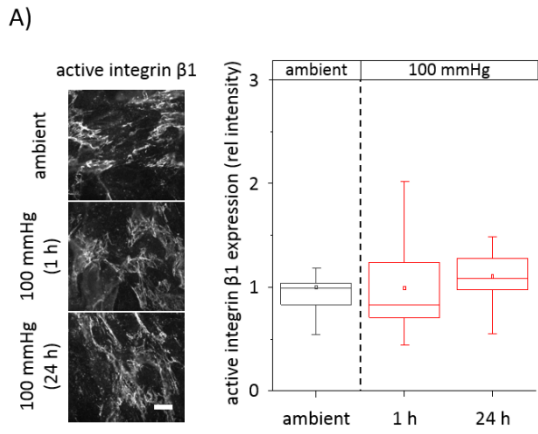 A)
active integrin β1
ambient
100 mmHg
(1 h)
100 mmHg
(24 h)
active integrin β1 expression (rel intensity)
ambient
100 mmHg
3
2
1
0
ambient
1 h
24 h